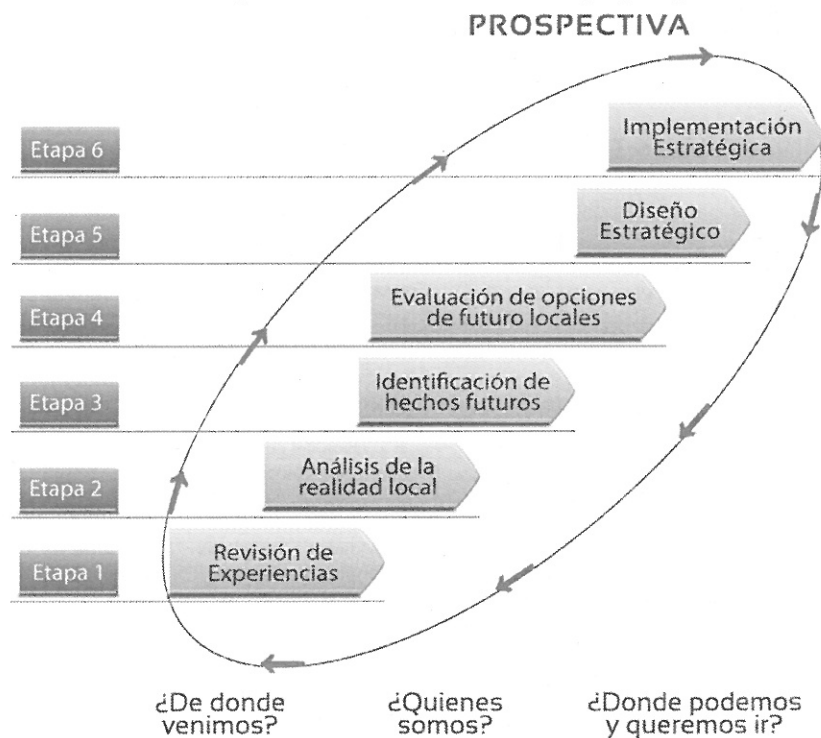 PROSPECTIVA
Etapa 6
Implementación
Estratégica
Etapa 5
Diseño
Estratégico
Etapa 4
Evaluación de opciones
de futuro locales
Etapa 3
Identificación de
hechos futuros
Etapa 2
Análisis de la
realidad local
Etapa 1
Revisión de
Experiencias
¿De donde
venimos?
¿Quienes
somos?
¿Donde podemos
y queremos ir?